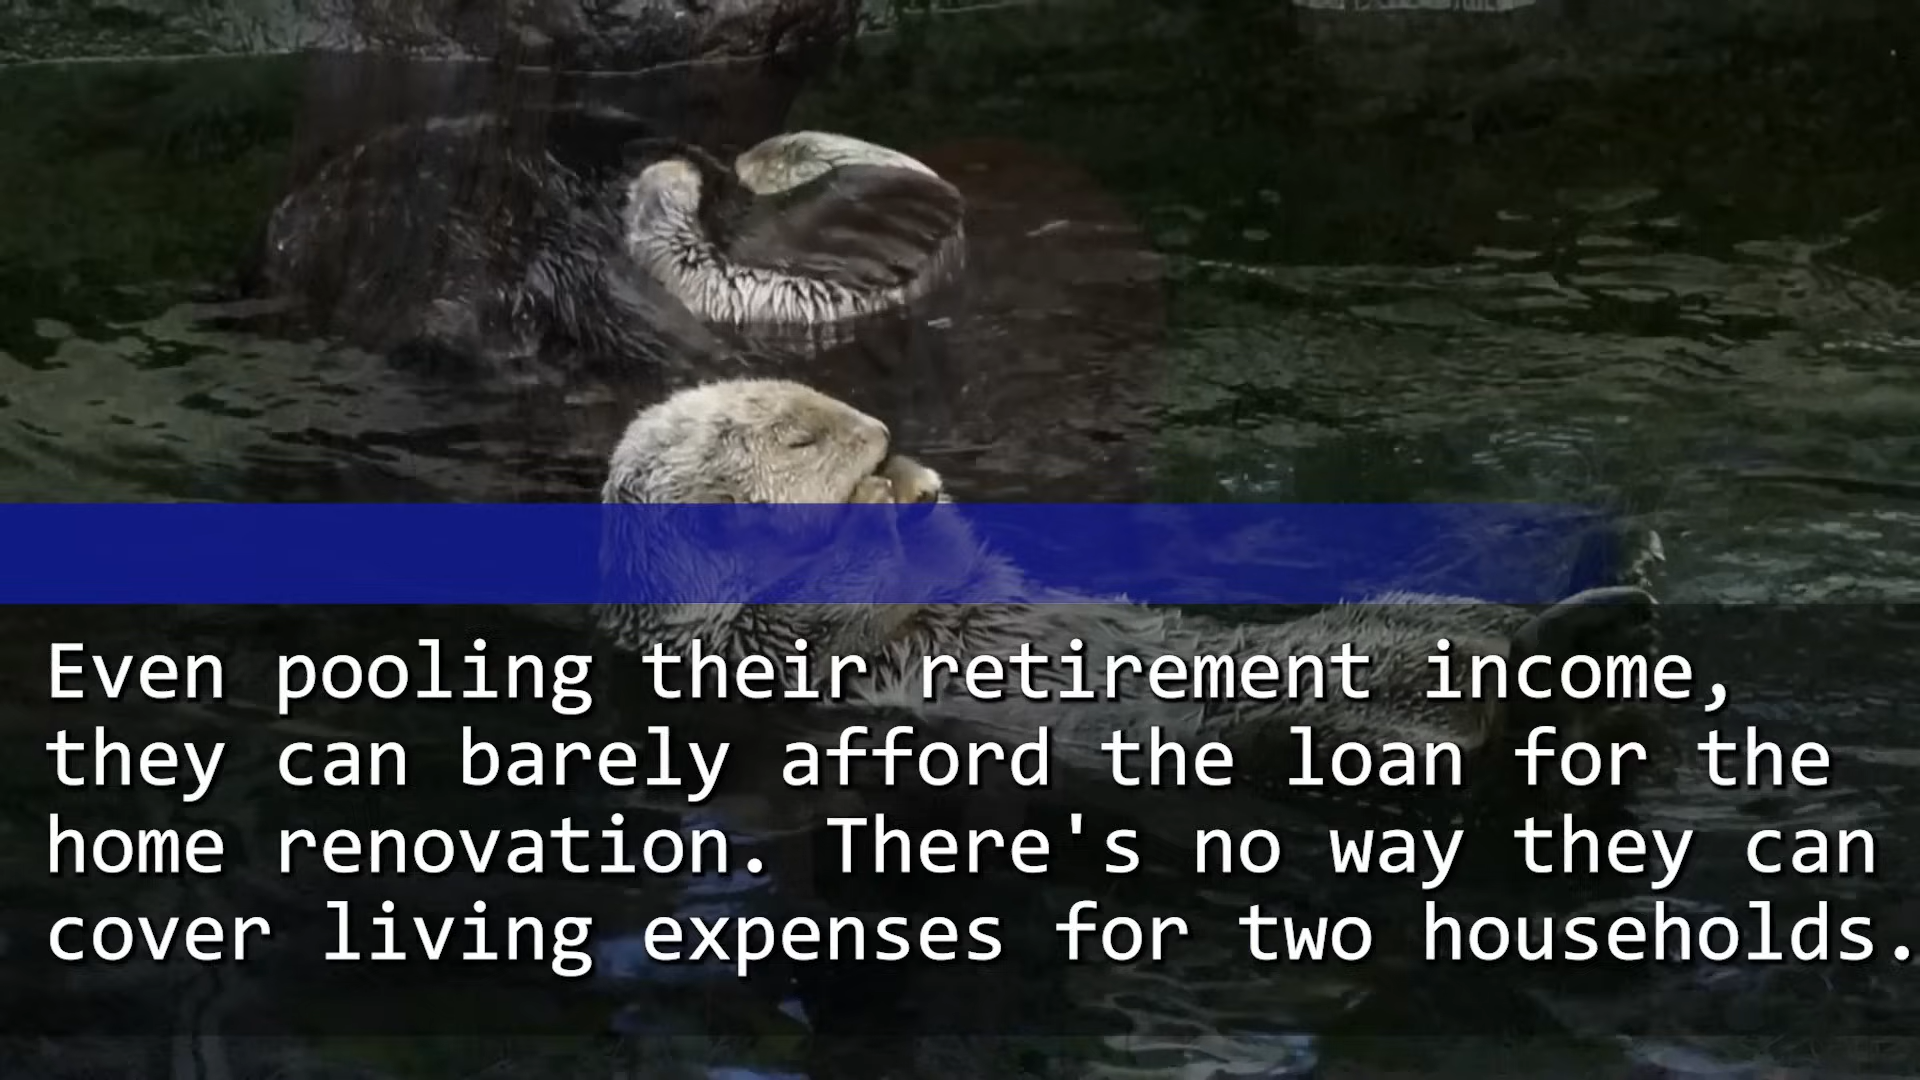 Even pooling their retirement income,
they can barely afford the loan for the
home renovation. There's no way they can
cover living expenses for two households.